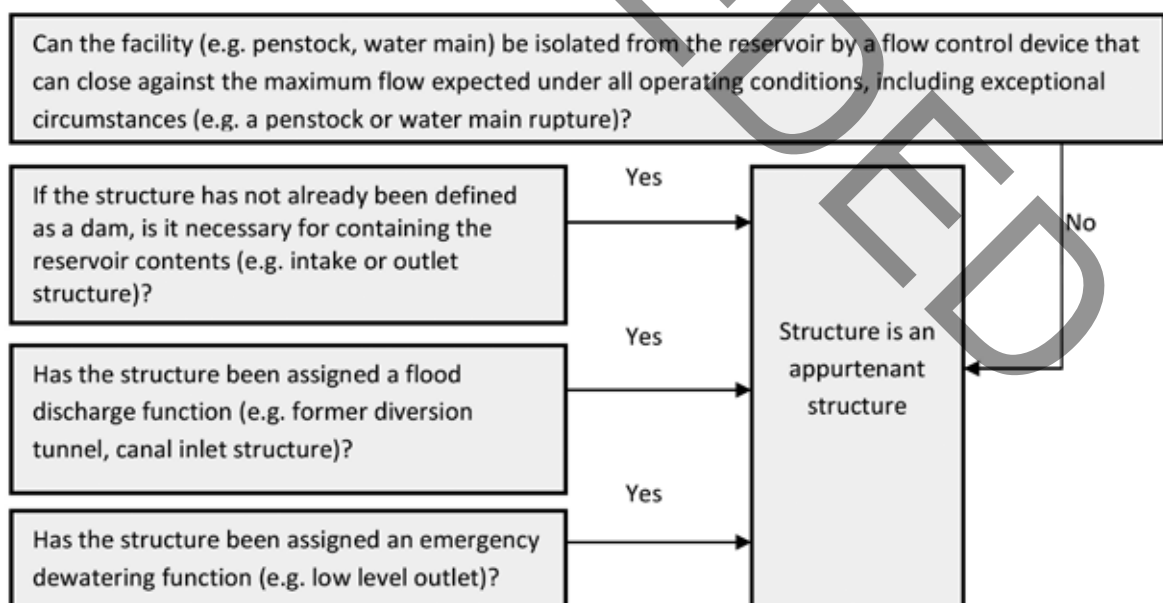 Can the facility (e.g. penstock, water main) be isolated from the reservoir by a flow control device that
can close against the maximum flow expected under all operating conditions, including exceptional
circumstances (e.g. a penstock or water main rupture)?
Yes
If the structure has not already been defined
as a dam, is it necessary for containing the
reservoir contents (e.g. intake or outlet
structure)?
No
Yes
Structure is an
appurtenant
structure
Has the structure been assigned a flood
discharge function (e.g. former diversion
tunnel, canal inlet structure)?
Yes
Has the structure been assigned an emergency
dewatering function (e.g. low level outlet)?